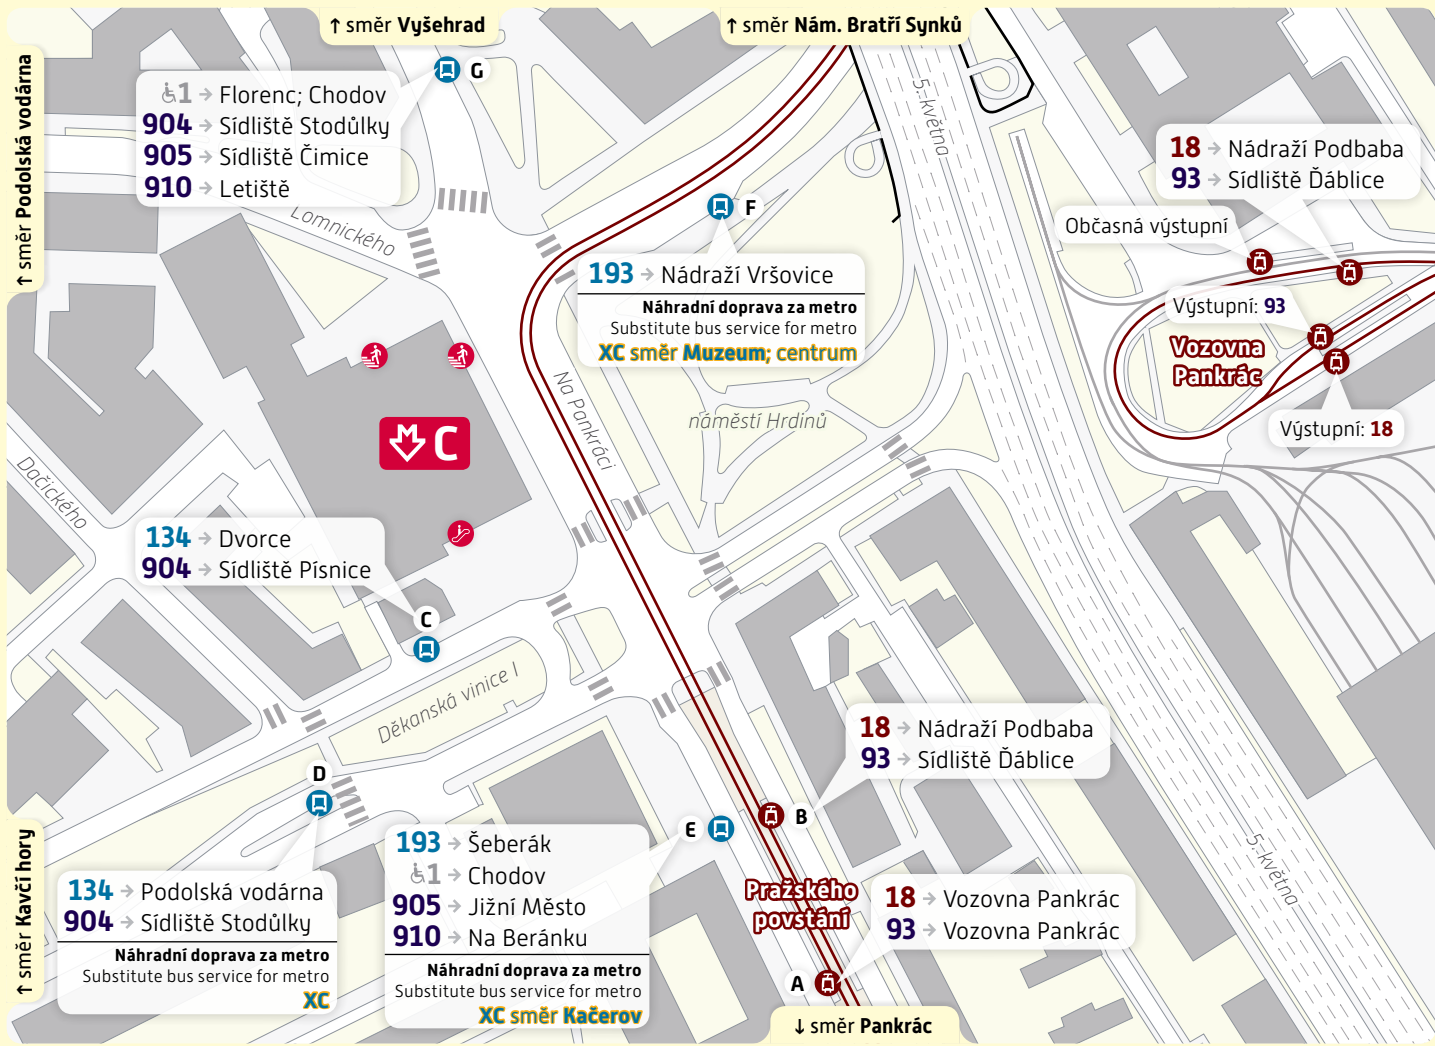 ↑ směr Vyšehrad
↑ směr Nám. Bratří Synků
↑ směr Podolská vodárna
G
1 → Florenc; Chodov
904 → Sídliště Stodůlky
905 → Sídliště Čimice
910 → Letiště
5. května
18 → Nádraží Podbaba
93 → Sídliště Ďáblice
Lomnického
F
Občasná výstupní
193 → Nádraží Vršovice
Náhradní doprava za metro
Substitute bus service for metro
XC směr Muzeum; centrum
Výstupní: 93
Vozovna
Pankrác
Výstupní: 18
Na Pankráci
náměstí Hrdinů
M C
Dačického
134 → Dvorce
904 → Sídliště Písnice
C
Děkanská vinice I
18 → Nádraží Podbaba
93 → Sídliště Ďáblice
D
B
E
↑ směr Kavčí hory
134 → Podolská vodárna
904 → Sídliště Stodůlky
Náhradní doprava za metro
Substitute bus service for metro
XC
193 → Šeberák
1 → Chodov
905 → Jižní Město
910 → Na Beránku
Náhradní doprava za metro
Substitute bus service for metro
XC směr Kačerov
Pražského
povstání
18 → Vozovna Pankrác
93 → Vozovna Pankrác
5. května
A
↓ směr Pankrác